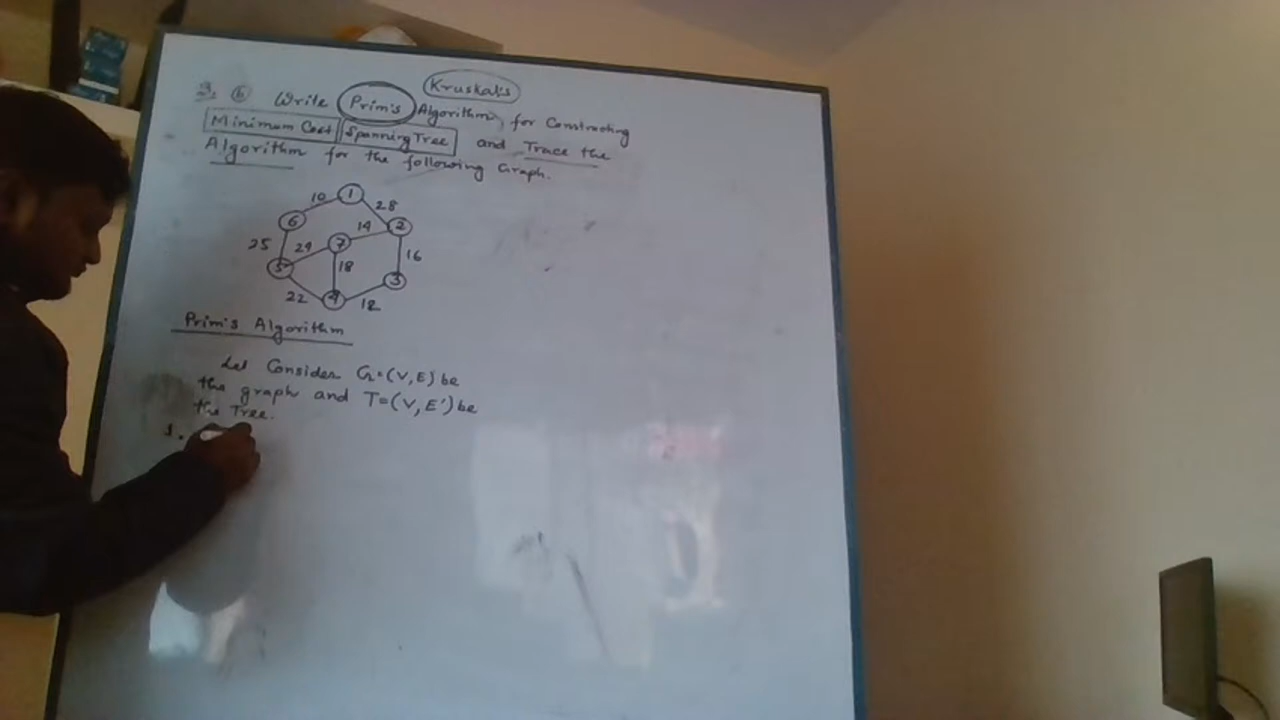 Kruskal's
3. b Write Prim's Algorithm, for Constructing
Minimum Cost Spanning Tree and Trace the
Algorithm for the following Graph.
1
10
28
6
2
14
7
25
24
16
5
18
3
22
4
12
Prim's Algorithm
Let Consider G=(V,E) be
the graph and T=(V,E') be
the Tree.
1.